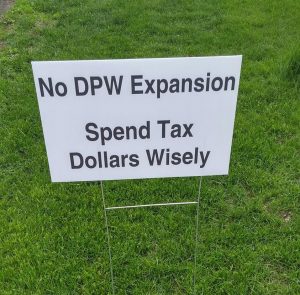 No DPW Expansion
Spend Tax
Dollars Wisely